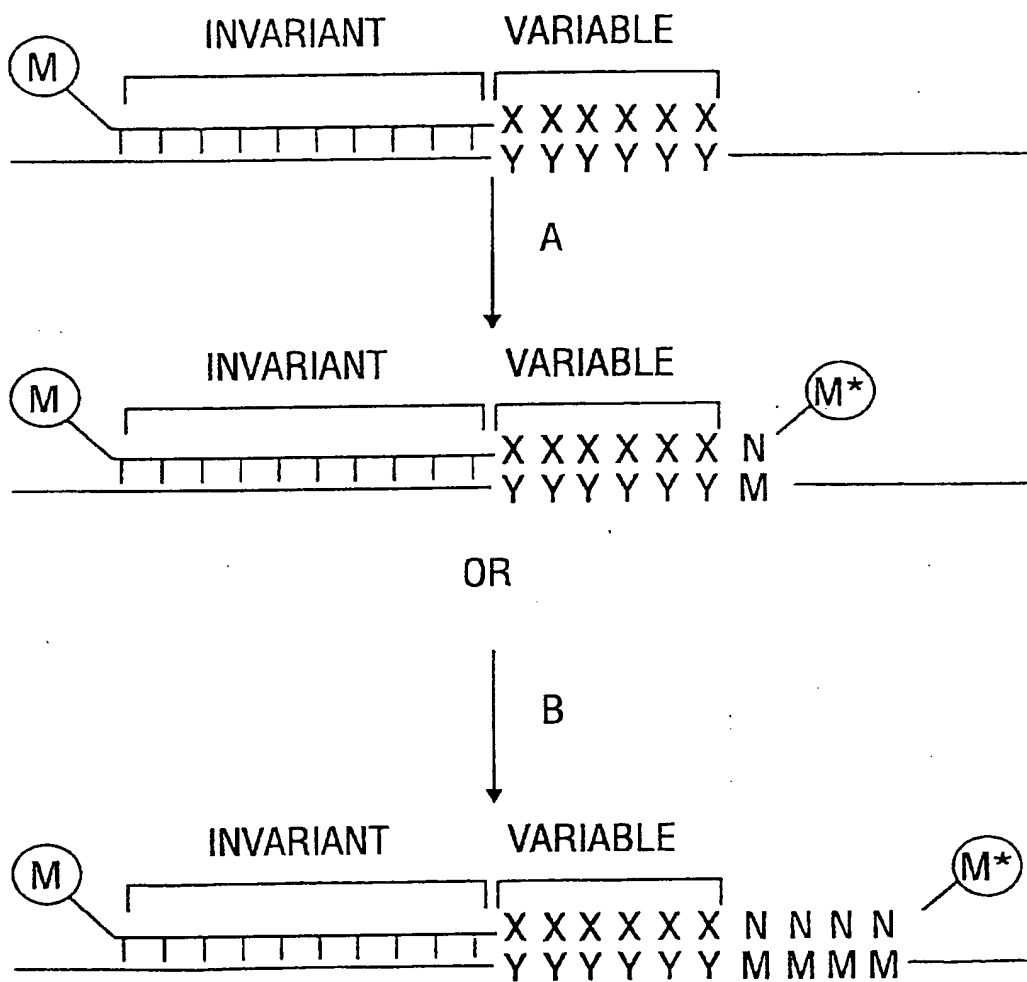 INVARIANT VARIABLE
M
X X X X X X
Y Y Y Y Y Y
A
INVARIANT VARIABLE
M M*
X X X X X X N
Y Y Y Y Y Y M
OR
B
INVARIANT VARIABLE
M M*
X X X X X X N N N N
Y Y Y Y Y Y M M M M